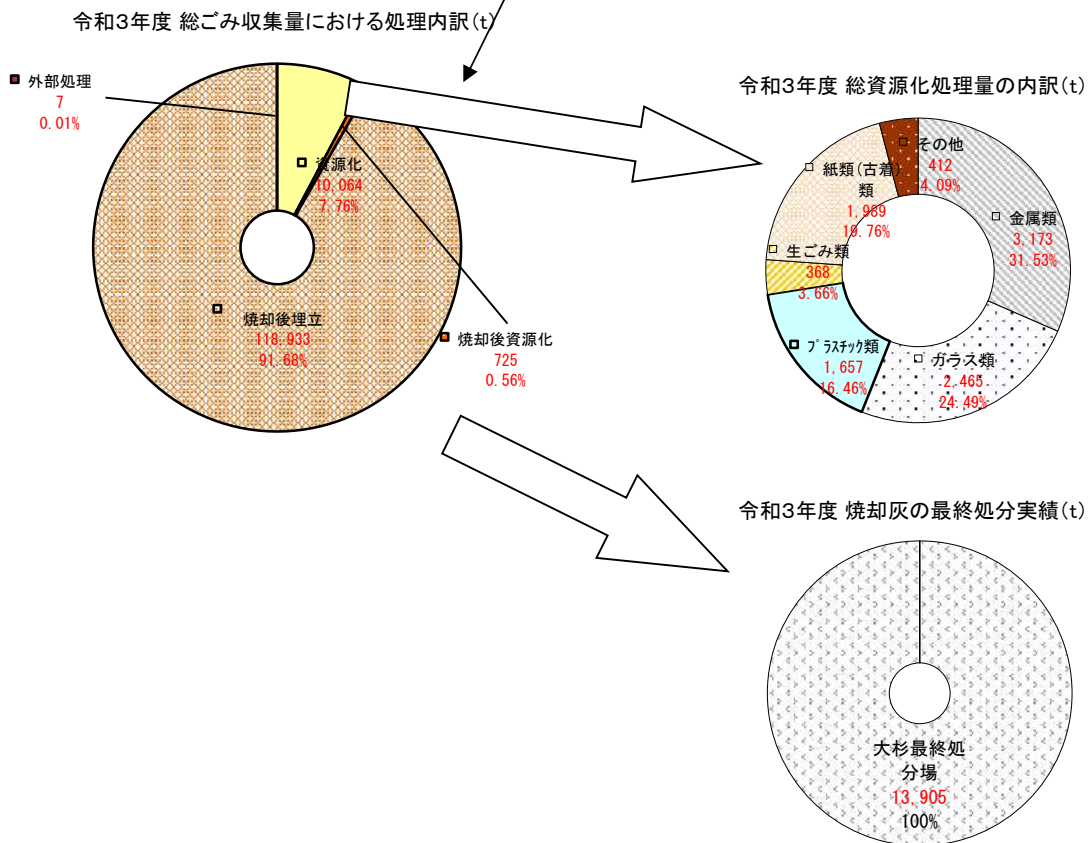 令和3年度 総ごみ収集量における処理内訳(t)
外部処理
7
0.01%
資源化
10,064
7.76%
焼却後埋立
118,933
91.68%
焼却後資源化
725
0.56%
令和3年度 総資源化処理量の内訳(t)
その他
412
4.09%
紙類(古着)
類
1,989
19.76%
金属類
3,173
31.53%
生ごみ類
368
3.66%
プラスチック類
1,657
16.46%
ガラス類
2,465
24.49%
令和3年度 焼却灰の最終処分実績(t)
大杉最終処
分場
13,905
100%